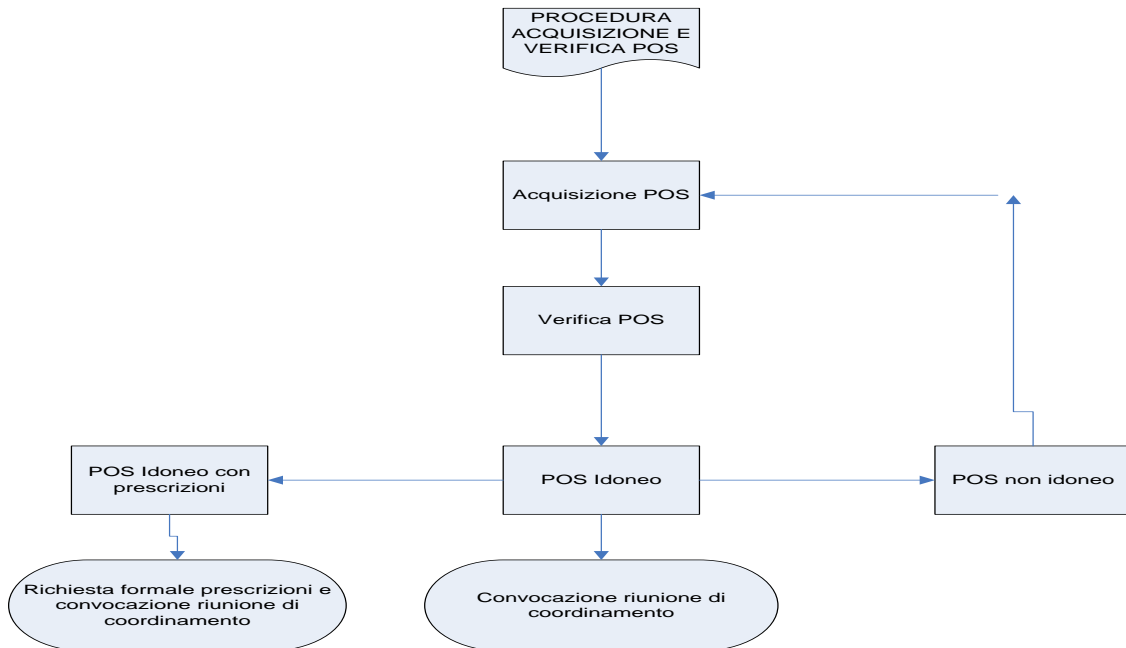 PROCEDURA
ACQUISIZIONE E
VERIFICA POS
Acquisizione POS
Verifica POS
POS Idoneo con
prescrizioni
POS Idoneo
POS non idoneo
Richiesta formale prescrizioni e
convocazione riunione di
coordinamento
Convocazione riunione di
coordinamento